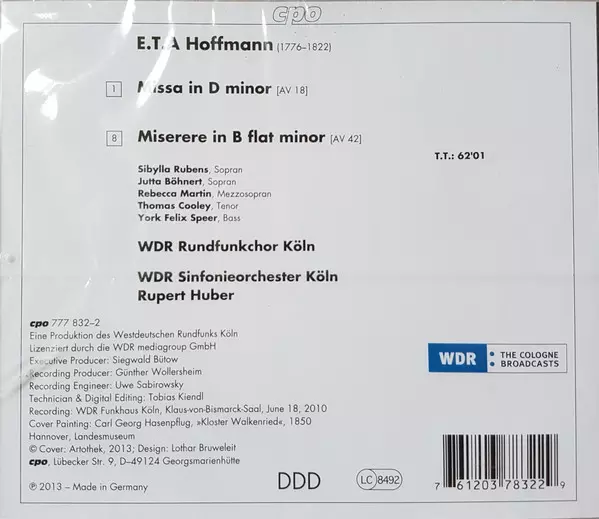 cpo
E.T.A Hoffmann (1776–1822)
1 Missa in D minor [AV 18]
8 Miserere in B flat minor [AV 42]
T.T.: 62'01
Sibylla Rubens, Sopran
Jutta Böhnert, Sopran
Rebecca Martin, Mezzosopran
Thomas Cooley, Tenor
York Felix Speer, Bass
WDR Rundfunkchor Köln
WDR Sinfonieorchester Köln
Rupert Huber
cpo 777 832–2
Eine Produktion des Westdeutschen Rundfunks Köln
Lizenziert durch die WDR mediagroup GmbH
Executive Producer: Siegwald Bütow
Recording Producer: Günther Wollersheim
Recording Engineer: Uwe Sabirowsky
Technician & Digital Editing: Tobias Kiendl
Recording: WDR Funkhaus Köln, Klaus-von-Bismarck-Saal, June 18, 2010
Cover Painting: Carl Georg Hasenpflug, »Kloster Walkenried«, 1850
Hannover, Landesmuseum
© Cover: Artothek, 2013; Design: Lothar Bruweleit
cpo, Lübecker Str. 9, D–49124 Georgsmarienhütte
℗ 2013 – Made in Germany
WDR THE COLOGNE
BROADCASTS
DDD
LC 8492
7 61203 78322 9